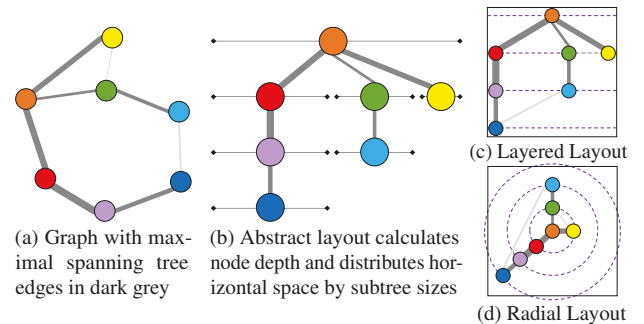 (a) Graph with max-
imal spanning tree
edges in dark grey
(b) Abstract layout calculates
node depth and distributes hor-
izontal space by subtree sizes
(c) Layered Layout
(d) Radial Layout